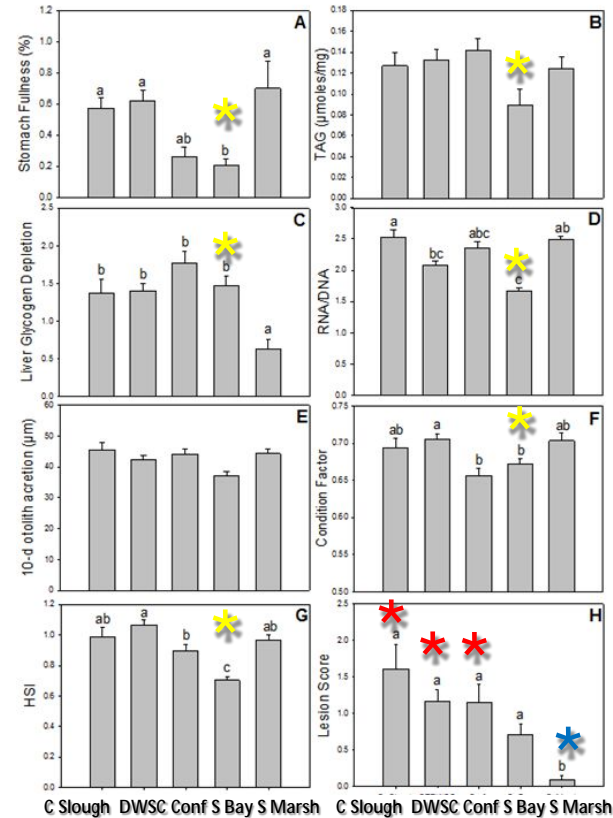 A
Stomach Fullness (%)
1.2
1.0
0.8
0.6
0.4
0.2
0.0
a
a
ab
b
a
B
TAG (µmoles/mg)
0.18
0.16
0.14
0.12
0.10
0.08
0.06
0.04
0.02
0.00
C
Liver Glycogen Depletion
2.0
1.5
1.0
0.5
0.0
b
b
b
b
a
D
RNA/DNA
3.0
2.5
2.0
1.5
1.0
0.5
0.0
a
bc
abc
c
ab
E
10-d otolith acretion (µm)
60
50
40
30
20
10
0
F
Condition Factor
0.75
0.70
0.65
0.60
0.55
0.50
ab
a
b
b
ab
G
HSI
1.2
1.0
0.8
0.6
0.4
0.2
0.0
ab
a
b
c
ab
H
Lesion Score
2.5
2.0
1.5
1.0
0.5
0.0
a
a
a
a
b
C Slough DWSC Conf S Bay S Marsh
C Slough DWSC Conf S Bay S Marsh